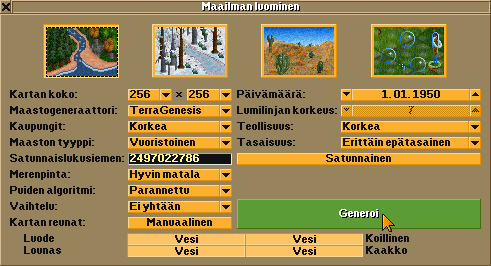 Maailman luominen
Kartan koko: 256 × 256 Päivämäärä: 1. 01. 1950
Maastogeneraattori: TerraGenesis Lumilinjan korkeus: 7
Kaupungit: Korkea Teollisuus: Korkea
Maaston tyyppi: Vuoristoinen Tasaisuus: Erittäin epätasainen
Satunnaislukusiemen: 2497022786 Satunnainen
Merenpinta: Hyvin matala
Puiden algoritmi: Parannettu
Vaihtelu: Ei yhtään
Generoi
Kartan reunat: Manuaalinen
Luode Vesi Vesi Koillinen
Lounas Vesi Vesi Kaakko